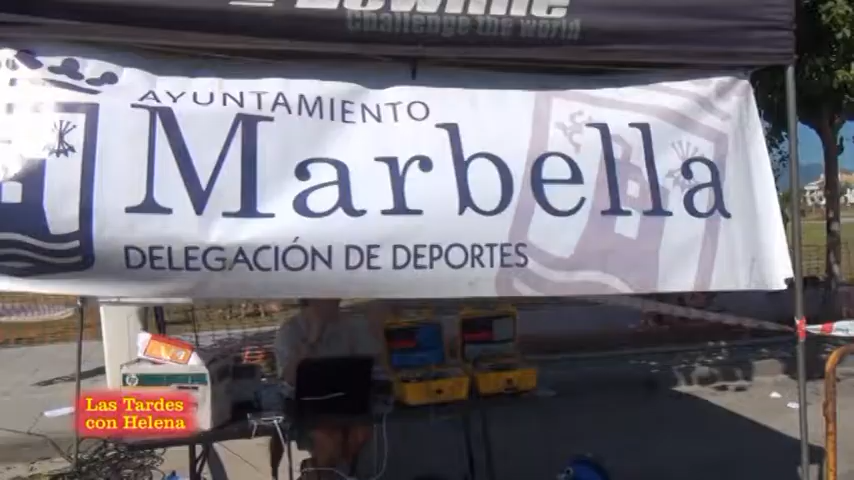 Challenge the world
AYUNTAMIENTO
Marbella
DELEGACIÓN DE DEPORTES
Las Tardes
con Helena